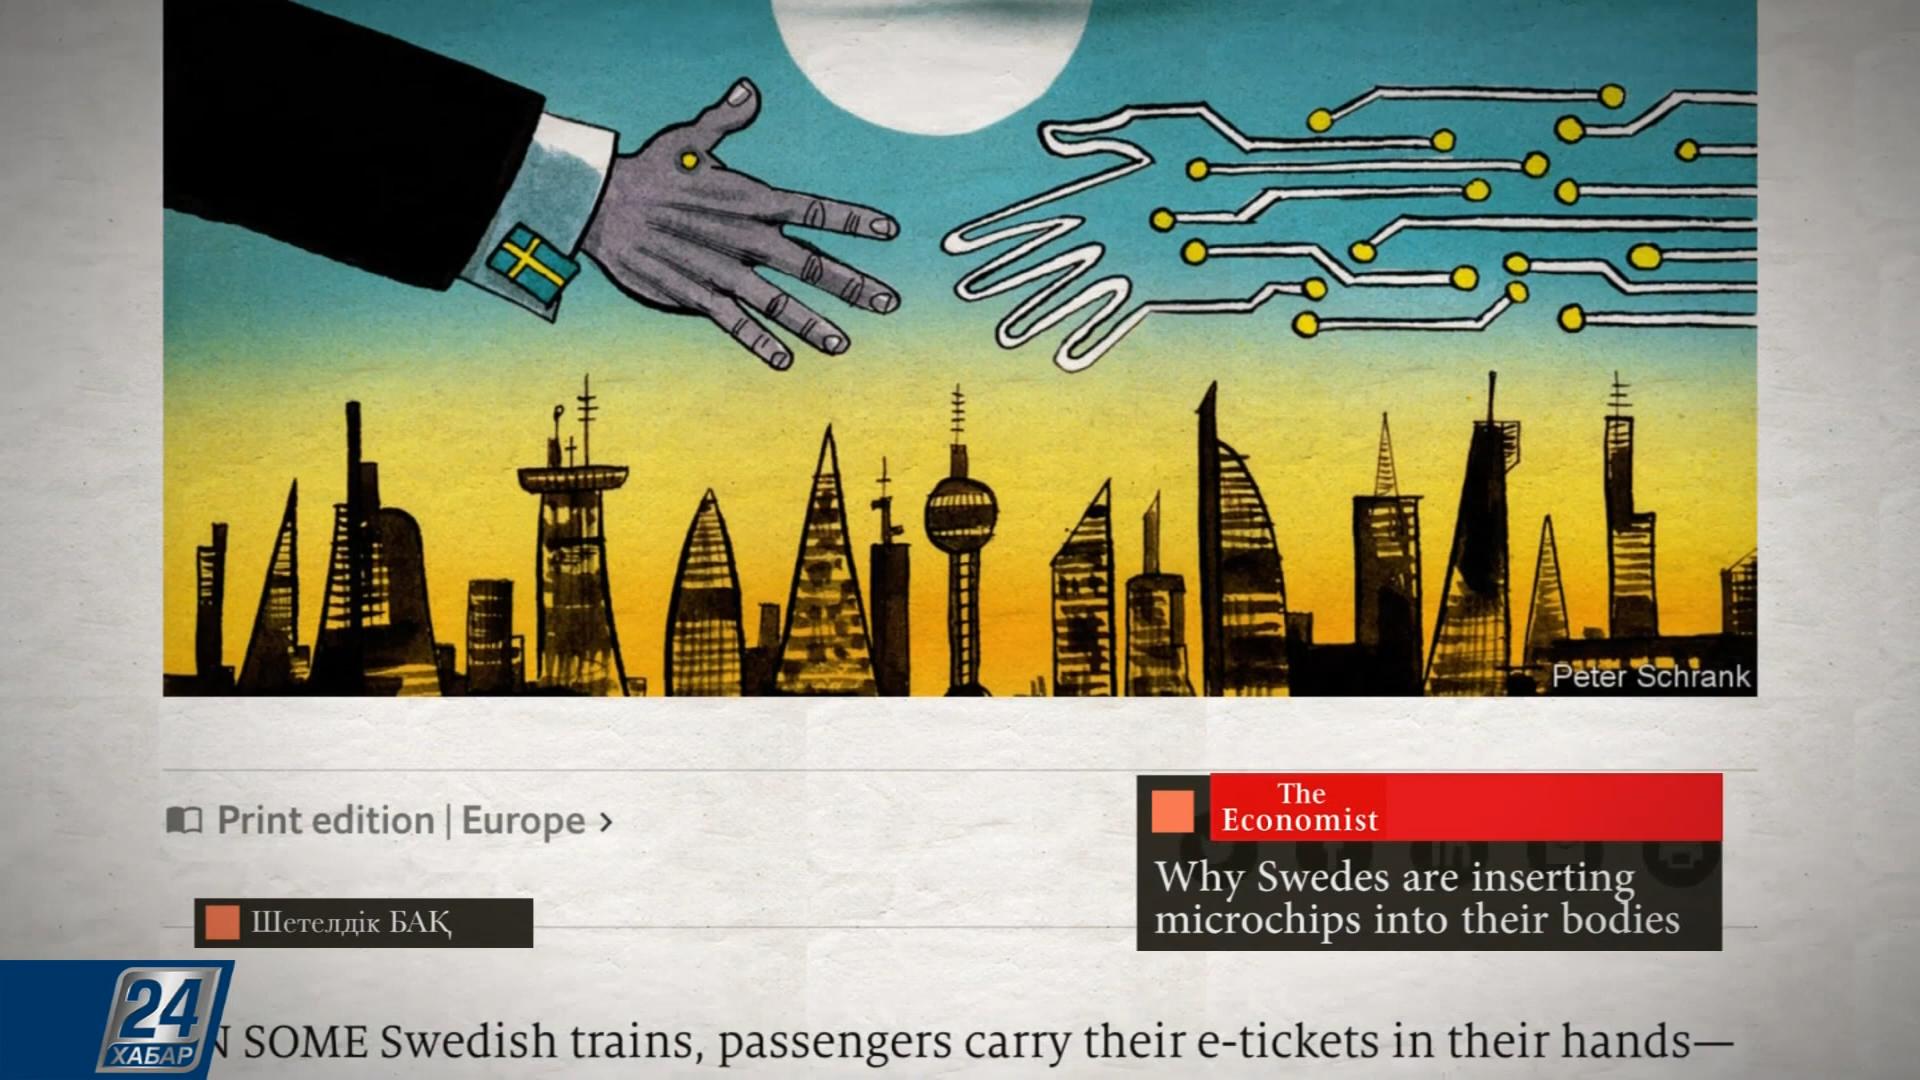 Peter Schrank
Print edition | Europe >
The
Economist
Why Swedes are inserting
microchips into their bodies
Шетелдік БАҚ
24
ХАБАР
N SOME Swedish trains, passengers carry their e-tickets in their hands—